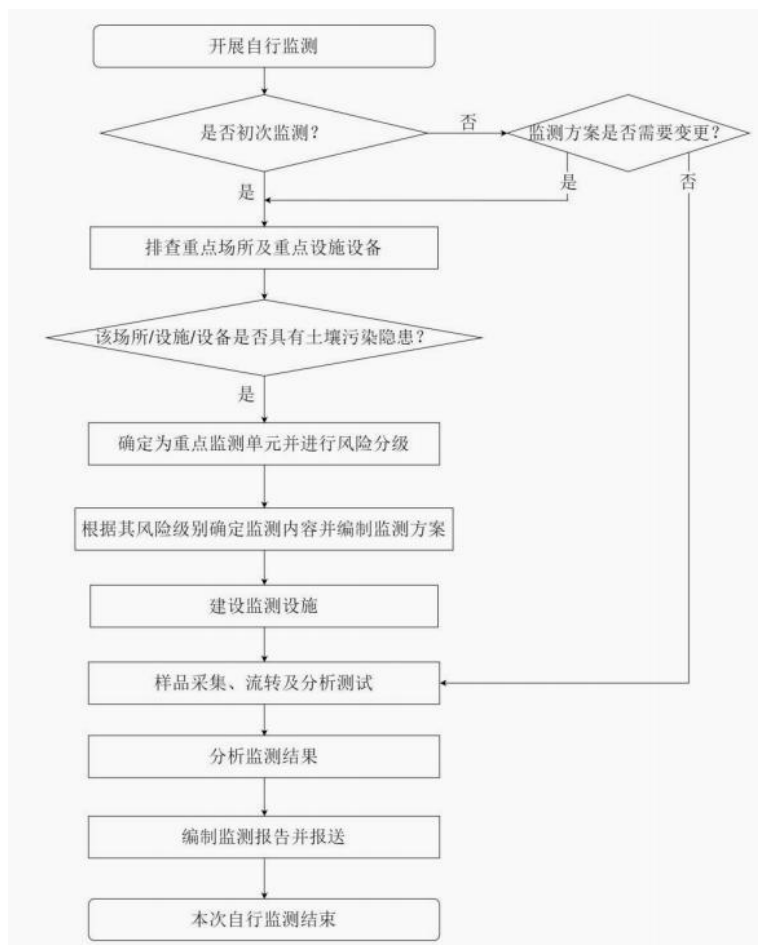 开展自行监测
是否初次监测？
否
监测方案是否需要变更？
是
是
否
排查重点场所及重点设施设备
该场所/设施/设备是否具有土壤污染隐患？
是
确定为重点监测单元并进行风险分级
根据其风险级别确定监测内容并编制监测方案
建设监测设施
样品采集、流转及分析测试
分析监测结果
编制监测报告并报送
本次自行监测结束